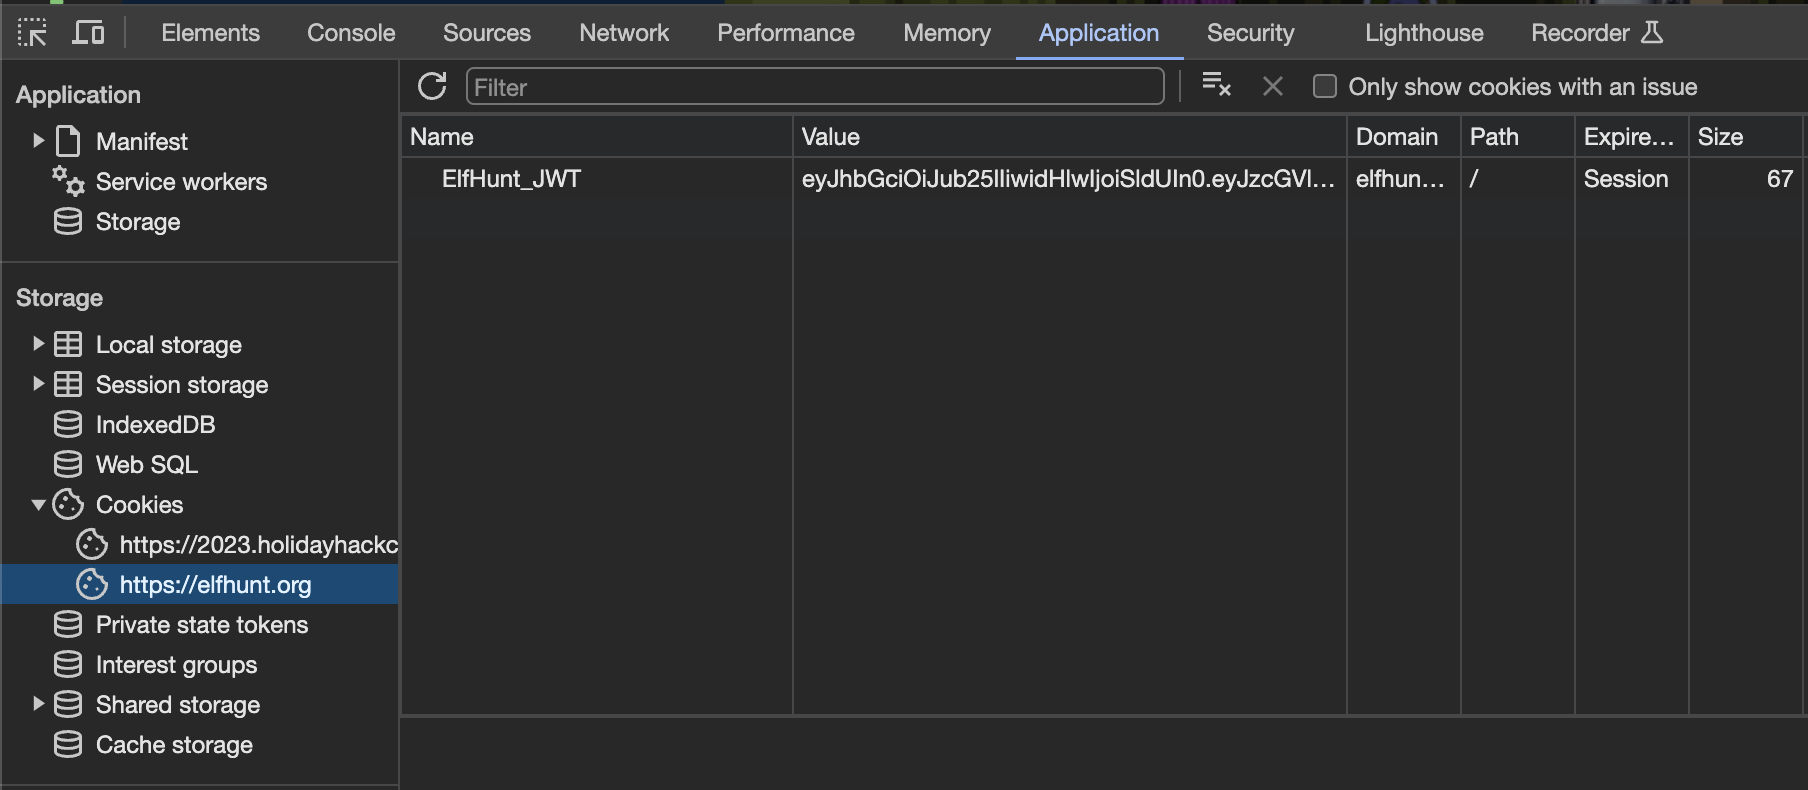 Elements Console Sources Network Performance Memory Application Security Lighthouse Recorder
Application
Manifest
Service workers
Storage
Storage
Local storage
Session storage
IndexedDB
Web SQL
Cookies
https://2023.holidayhackc
https://elfhunt.org
Private state tokens
Interest groups
Shared storage
Cache storage
Filter
Only show cookies with an issue
Name Value Domain Path Expire... Size
ElfHunt_JWT eyJhbGciOiJub25lIiwidHlwIjoiSldUIn0.eyJzcGVl... elfhun... / Session 67